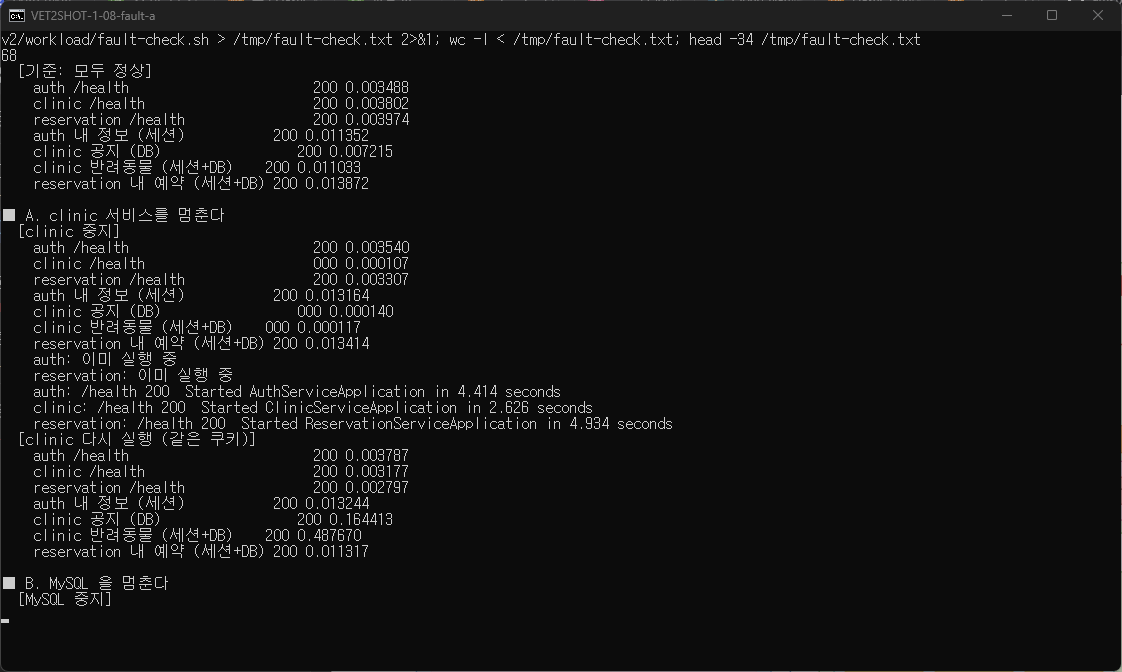 VET2SHOT-1-08-fault-a
v2/workload/fault-check.sh > /tmp/fault-check.txt 2>&1; wc -l < /tmp/fault-check.txt; head -34 /tmp/fault-check.txt
68
[기준: 모두 정상]
auth /health 200 0.003488
clinic /health 200 0.003802
reservation /health 200 0.003974
auth 내 정보 (세션) 200 0.011352
clinic 공지 (DB) 200 0.007215
clinic 반려동물 (세션+DB) 200 0.011033
reservation 내 예약 (세션+DB) 200 0.013872
■ A. clinic 서비스를 멈춘다
[clinic 중지]
auth /health 200 0.003540
clinic /health 000 0.000107
reservation /health 200 0.003307
auth 내 정보 (세션) 200 0.013164
clinic 공지 (DB) 000 0.000140
clinic 반려동물 (세션+DB) 000 0.000117
reservation 내 예약 (세션+DB) 200 0.013414
auth: 이미 실행 중
reservation: 이미 실행 중
auth: /health 200 Started AuthServiceApplication in 4.414 seconds
clinic: /health 200 Started ClinicServiceApplication in 2.626 seconds
reservation: /health 200 Started ReservationServiceApplication in 4.934 seconds
[clinic 다시 실행 (같은 쿠키)]
auth /health 200 0.003787
clinic /health 200 0.003177
reservation /health 200 0.002797
auth 내 정보 (세션) 200 0.013244
clinic 공지 (DB) 200 0.164413
clinic 반려동물 (세션+DB) 200 0.487670
reservation 내 예약 (세션+DB) 200 0.011317
■ B. MySQL 을 멈춘다
[MySQL 중지]